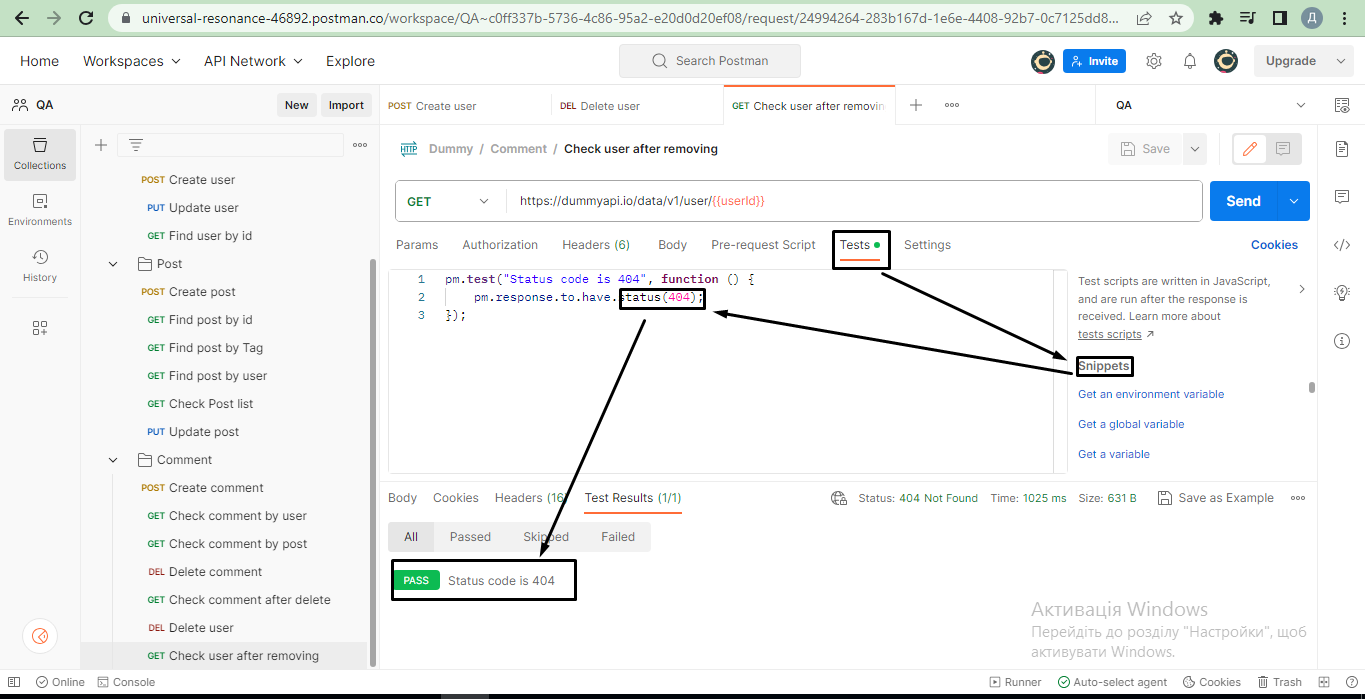 universal-resonance-46892.postman.co/workspace/QA~c0ff337b-5736-4c86-95a2-e20d0d20ef08/request/24994264-283b167d-1e6e-4408-92b7-0c7125dd8...
Д
Home Workspaces API Network Explore Search Postman Invite Upgrade
QA New Import
POST Create user DEL Delete user GET Check user after removin QA
Collections
Environments
History
POST Create user
PUT Update user
GET Find user by id
Post
POST Create post
GET Find post by id
GET Find post by Tag
GET Find post by user
GET Check Post list
PUT Update post
Comment
POST Create comment
GET Check comment by user
GET Check comment by post
DEL Delete comment
GET Check comment after delete
DEL Delete user
GET Check user after removing
HTTP Dummy / Comment / Check user after removing Save
GET https://dummyapi.io/data/v1/user/{{userId}} Send
Params Authorization Headers (6) Body Pre-request Script Tests Settings Cookies
1 pm.test("Status code is 404", function () {
2 pm.response.to.have.status(404);
3 });
Test scripts are written in JavaScript,
and are run after the response is
received. Learn more about
tests scripts ↗
Snippets
Get an environment variable
Get a global variable
Get a variable
Body Cookies Headers (16) Test Results (1/1) Status: 404 Not Found Time: 1025 ms Size: 631 B Save as Example
All Passed Skipped Failed
PASS Status code is 404
Активація Windows
Перейдіть до розділу "Настройки", щоб
активувати Windows.
Online Console Runner Auto-select agent Cookies Trash